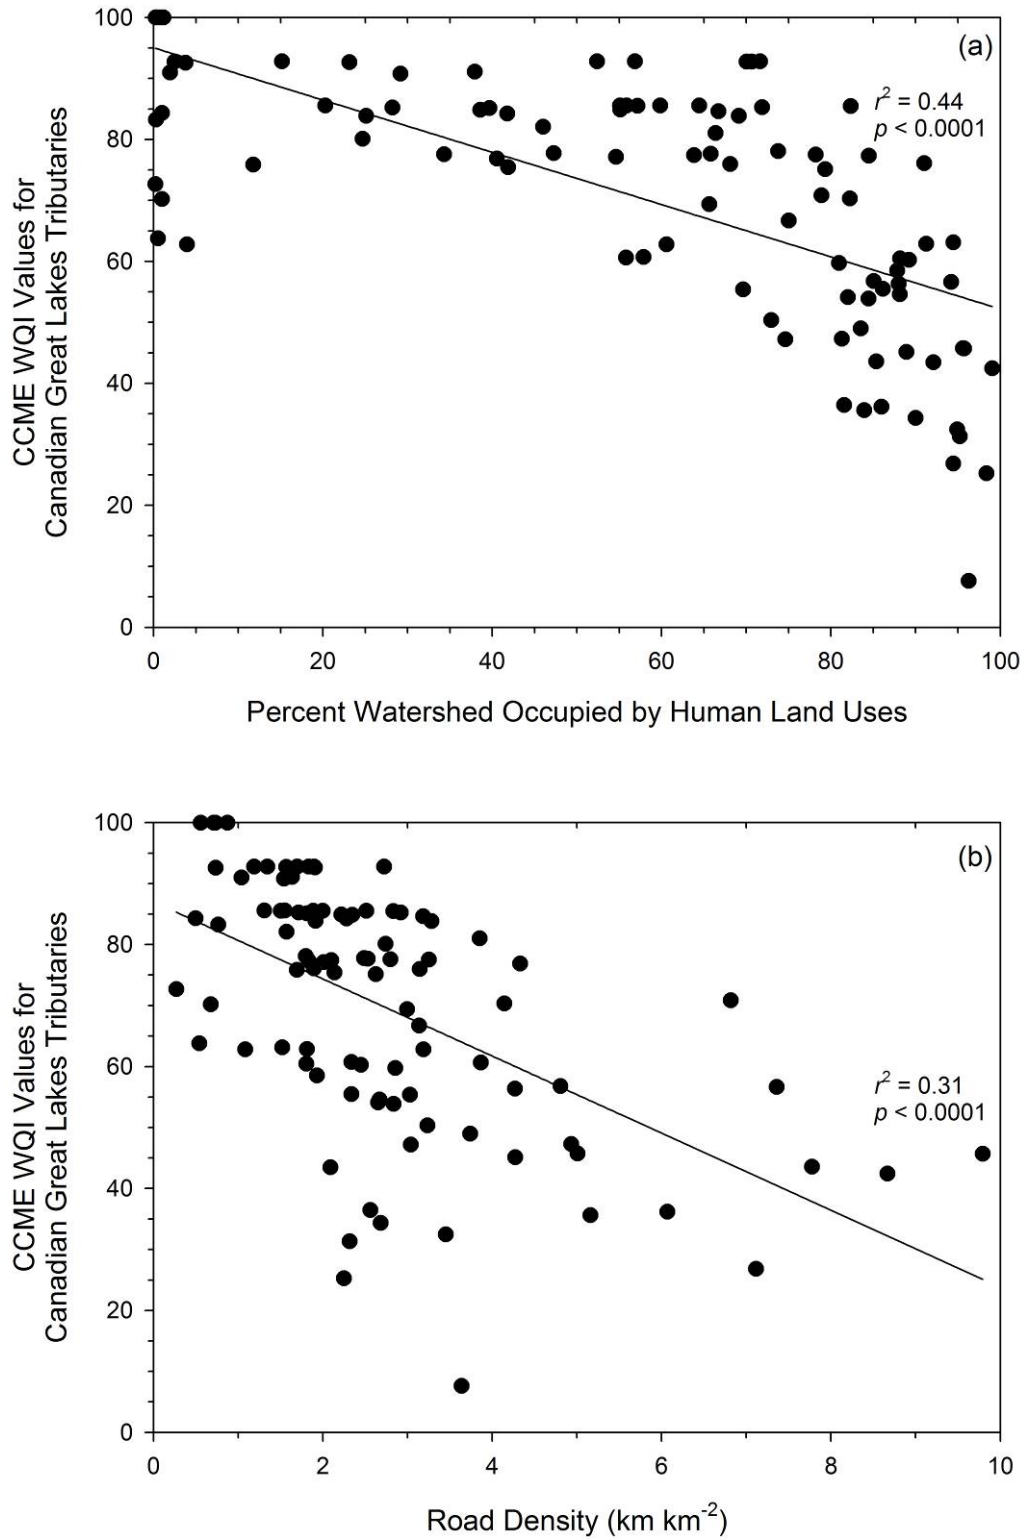 (a)
r² = 0.44
p < 0.0001
CCME WQI Values for
Canadian Great Lakes Tributaries
100
80
60
40
20
0
0 20 40 60 80 100
Percent Watershed Occupied by Human Land Uses
(b)
r² = 0.31
p < 0.0001
CCME WQI Values for
Canadian Great Lakes Tributaries
100
80
60
40
20
0
0 2 4 6 8 10
Road Density (km km⁻²)